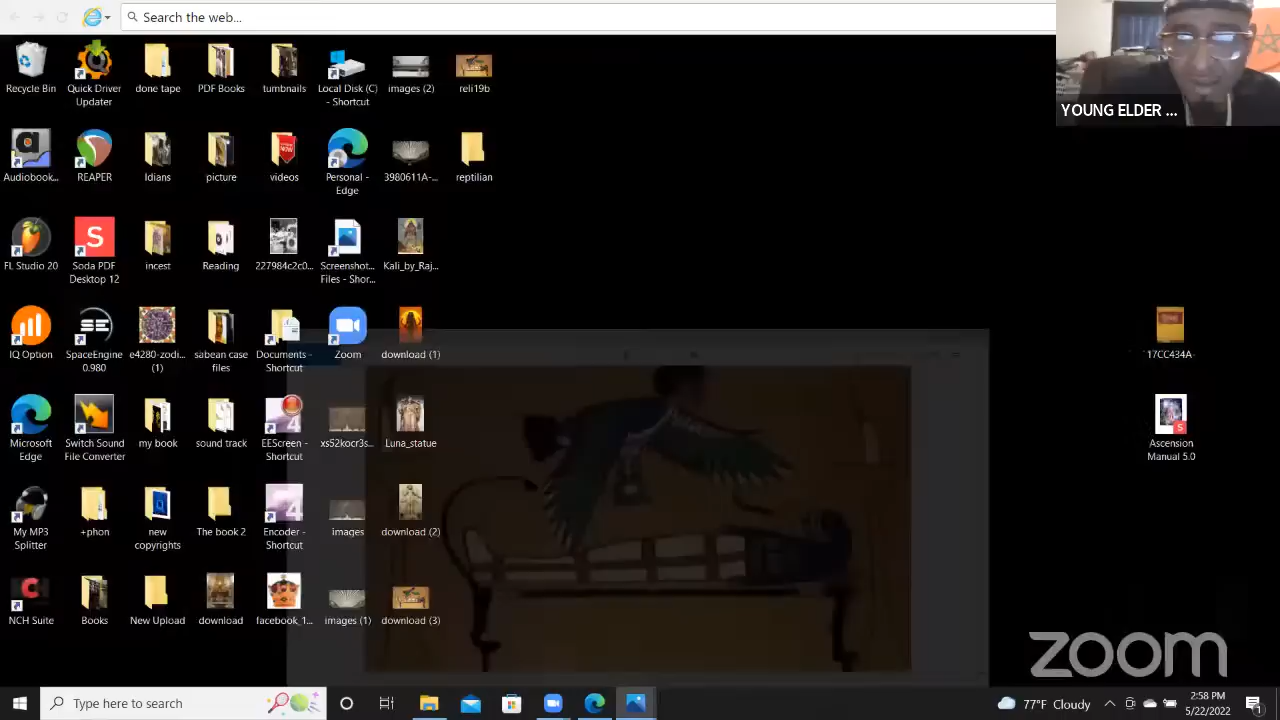 Search the web...
YOUNG ELDER ...
Recycle Bin
Quick Driver
Updater
done tape
PDF Books
tumbnails
Local Disk (C)
- Shortcut
images (2)
reli19b
Audiobook...
REAPER
Idians
picture
videos
Personal -
Edge
3980611A-...
reptilian
FL Studio 20
Soda PDF
Desktop 12
incest
Reading
227984c2c0...
Screenshot...
Files - Shor...
Kali_by_Raj...
IQ Option
SpaceEngine
0.980
e4280-zodi...
(1)
sabean case
files
Documents -
Shortcut
Zoom
download (1)
17CC434A-
Microsoft
Edge
Switch Sound
File Converter
my book
sound track
EEScreen -
Shortcut
xs52kocr3s...
Luna_statue
Ascension
Manual 5.0
My MP3
Splitter
+phon
new
copyrights
The book 2
Encoder -
Shortcut
images
download (2)
NCH Suite
Books
New Upload
download
facebook_1...
images (1)
download (3)
zoom
Type here to search
77°F Cloudy
2:58 PM
5/22/2022
1